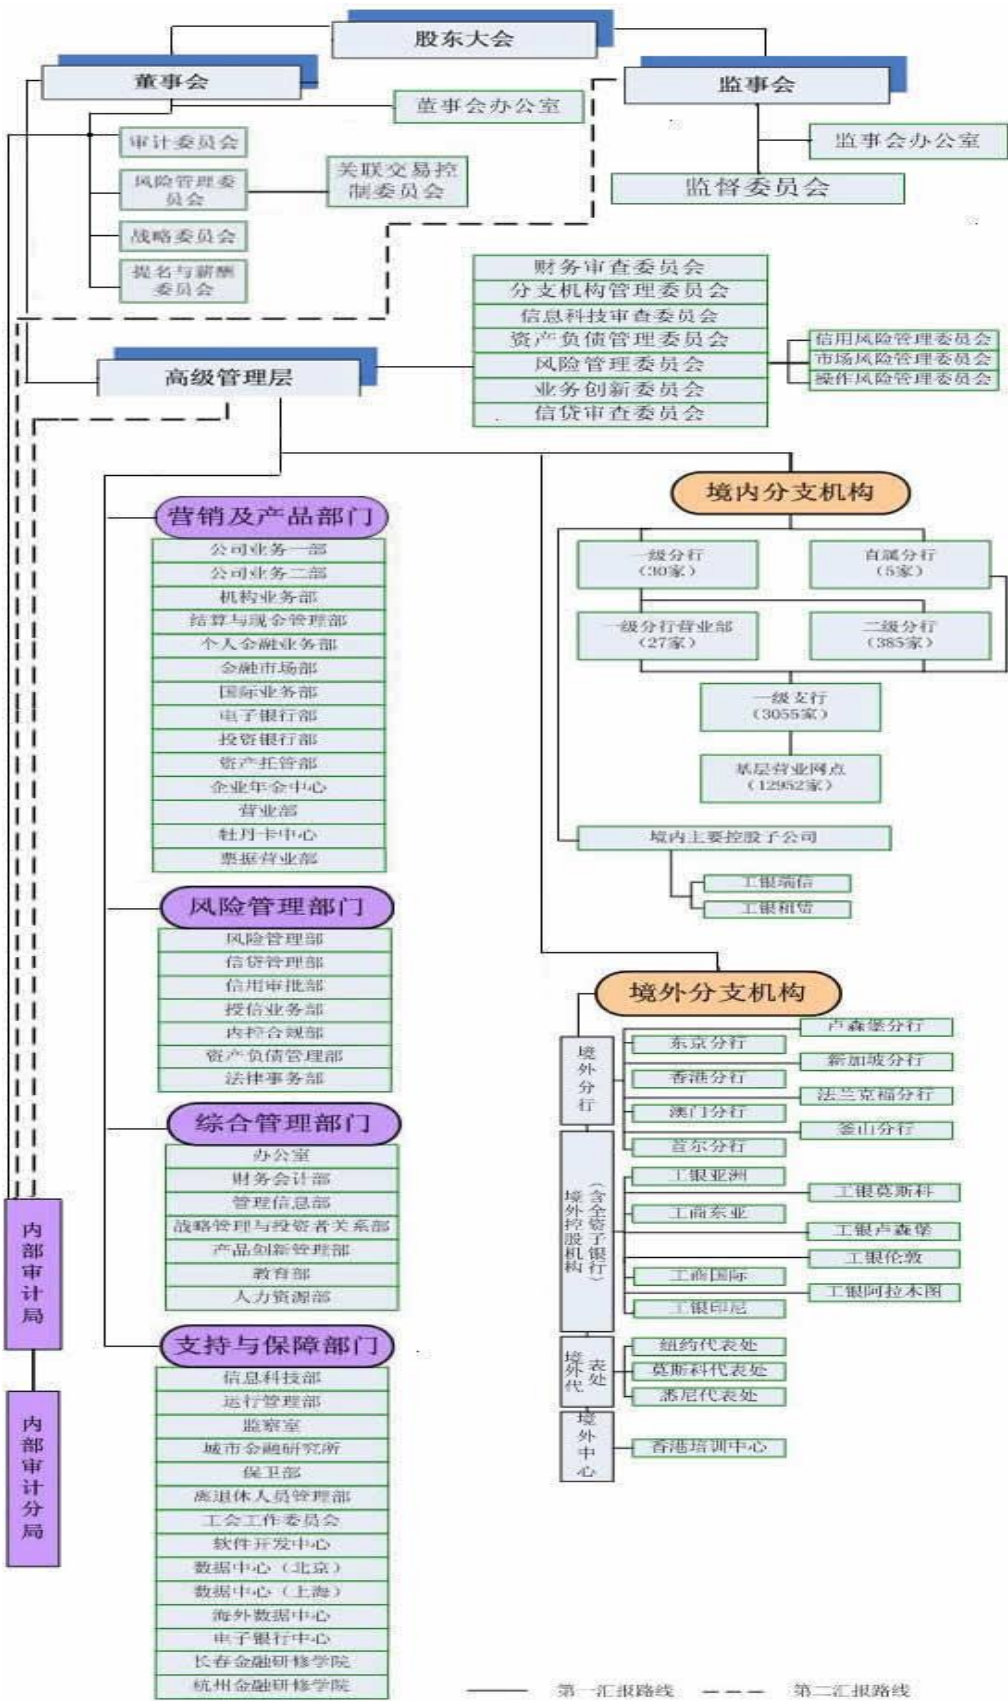 股东大会
董事会
监事会
董事会办公室
监事会办公室
审计委员会
风险管理委
员会
关联交易控
制委员会
监督委员会
战略委员会
提名与薪酬
委员会
财务审查委员会
分支机构管理委员会
信息科技审查委员会
资产负债管理委员会
风险管理委员会
业务创新委员会
信贷审查委员会
信用风险管理委员会
市场风险管理委员会
操作风险管理委员会
高级管理层
营销及产品部门
公司业务一部
公司业务二部
机构业务部
结算与现金管理部
个人金融业务部
金融市场部
国际业务部
电子银行部
投资银行部
资产托管部
企业年金中心
营业部
牡丹卡中心
票据营业部
风险管理部门
风险管理部
信贷管理部
信用审批部
授信业务部
内控合规部
资产负债管理部
法律事务部
综合管理部门
办公室
财务会计部
管理信息部
战略管理与投资者关系部
产品创新管理部
教育部
人力资源部
支持与保障部门
信息科技部
运行管理部
监察室
城市金融研究所
保卫部
离退休人员管理部
工会工作委员会
软件开发中心
数据中心（北京）
数据中心（上海）
海外数据中心
电子银行中心
长春金融研修学院
杭州金融研修学院
内部审计局
内部审计分局
境内分支机构
一级分行
（30家）
直属分行
（5家）
一级分行营业部
（27家）
二级分行
（385家）
一级支行
（3055家）
基层营业网点
（12952家）
境内主要控股子公司
工银瑞信
工银租赁
境外分支机构
境外分行
卢森堡分行
东京分行
新加坡分行
香港分行
法兰克福分行
澳门分行
釜山分行
首尔分行
境外控股机构
（含全资子银行）
工银亚洲
工银莫斯科
工商东亚
工银卢森堡
工银伦敦
工商国际
工银阿拉木图
工银印尼
境外代表处
纽约代表处
莫斯科代表处
悉尼代表处
境外中心
香港培训中心
第一汇报路线
第二汇报路线